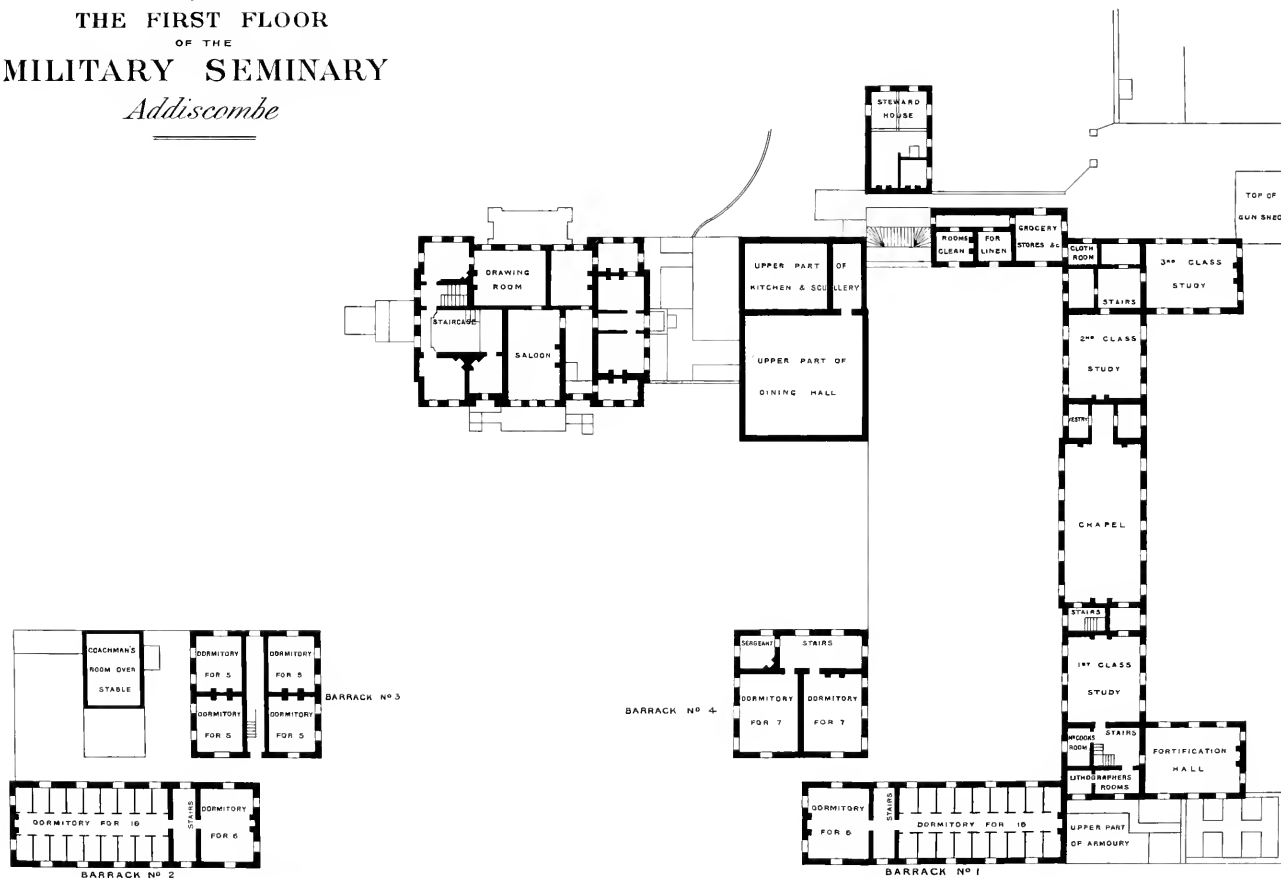 THE FIRST FLOOR
OF THE
MILITARY SEMINARY
Addiscombe
STEWARD
HOUSE
TOP OF
GUN SHED
ROOMS FOR
CLEAN LINEN
GROCERY
STORES &c
CLOTH
ROOM
3RD CLASS
STUDY
STAIRS
DRAWING
ROOM
STAIRCASE
SALOON
UPPER PART OF
KITCHEN & SCULLERY
UPPER PART OF
DINING HALL
2ND CLASS
STUDY
VESTRY
CHAPEL
STAIRS
1ST CLASS
STUDY
COACHMAN'S
ROOM OVER
STABLE
DORMITORY
FOR 5
DORMITORY
FOR 5
DORMITORY
FOR 5
DORMITORY
FOR 5
BARRACK No 3
SERGEANT
STAIRS
DORMITORY
FOR 7
DORMITORY
FOR 7
BARRACK No 4
Mr COOKS
ROOM
STAIRS
LITHOGRAPHERS
ROOMS
FORTIFICATION
HALL
DORMITORY FOR
STAIRS
DORMITORY
FOR 6
BARRACK No 2
DORMITORY
FOR
STAIRS
DORMITORY FOR
BARRACK No 1
UPPER PART
OF ARMOURY